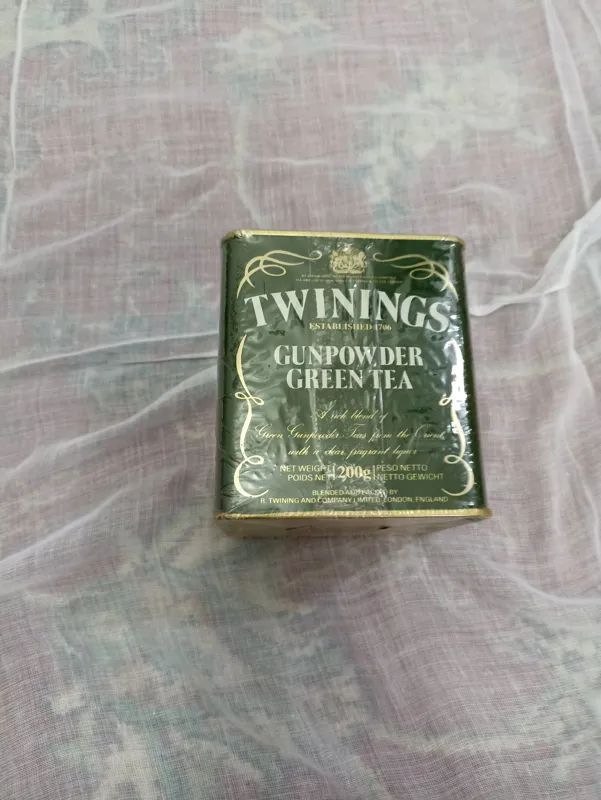 TWININGS
ESTABLISHED 1706
GUNPOWDER
GREEN TEA
A rich blend of
Green Gunpowder Teas from the Orient
with a clear fragrant liquor
NET WEIGHT 200g PESO NETTO
POIDS NET NETTO GEWICHT
BLENDED AND PACKED BY
R. TWINING AND COMPANY LIMITED, LONDON, ENGLAND